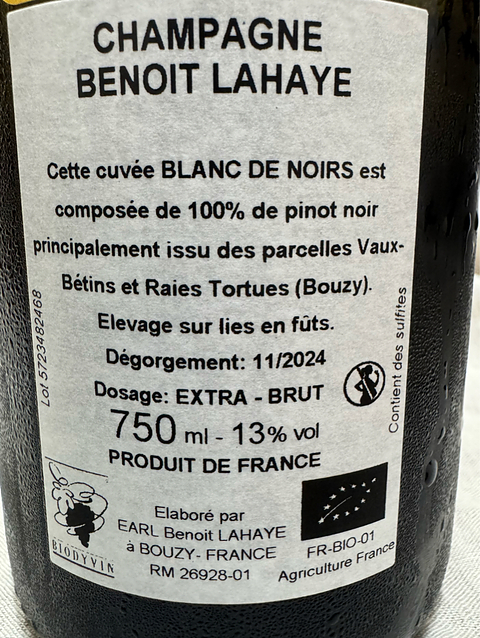 CHAMPAGNE
BENOIT LAHAYE
Cette cuvée BLANC DE NOIRS est
composée de 100% de pinot noir
principalement issu des parcelles Vaux-
Bétins et Raies Tortues (Bouzy).
Elevage sur lies en fûts.
Dégorgement: 11/2024
Dosage: EXTRA - BRUT
750 ml - 13% vol
PRODUIT DE FRANCE
Lot 5723482468
Contient des sulfites
BIODYVIN
Elaboré par
EARL Benoit LAHAYE
à BOUZY- FRANCE
RM 26928-01
FR-BIO-01
Agriculture France